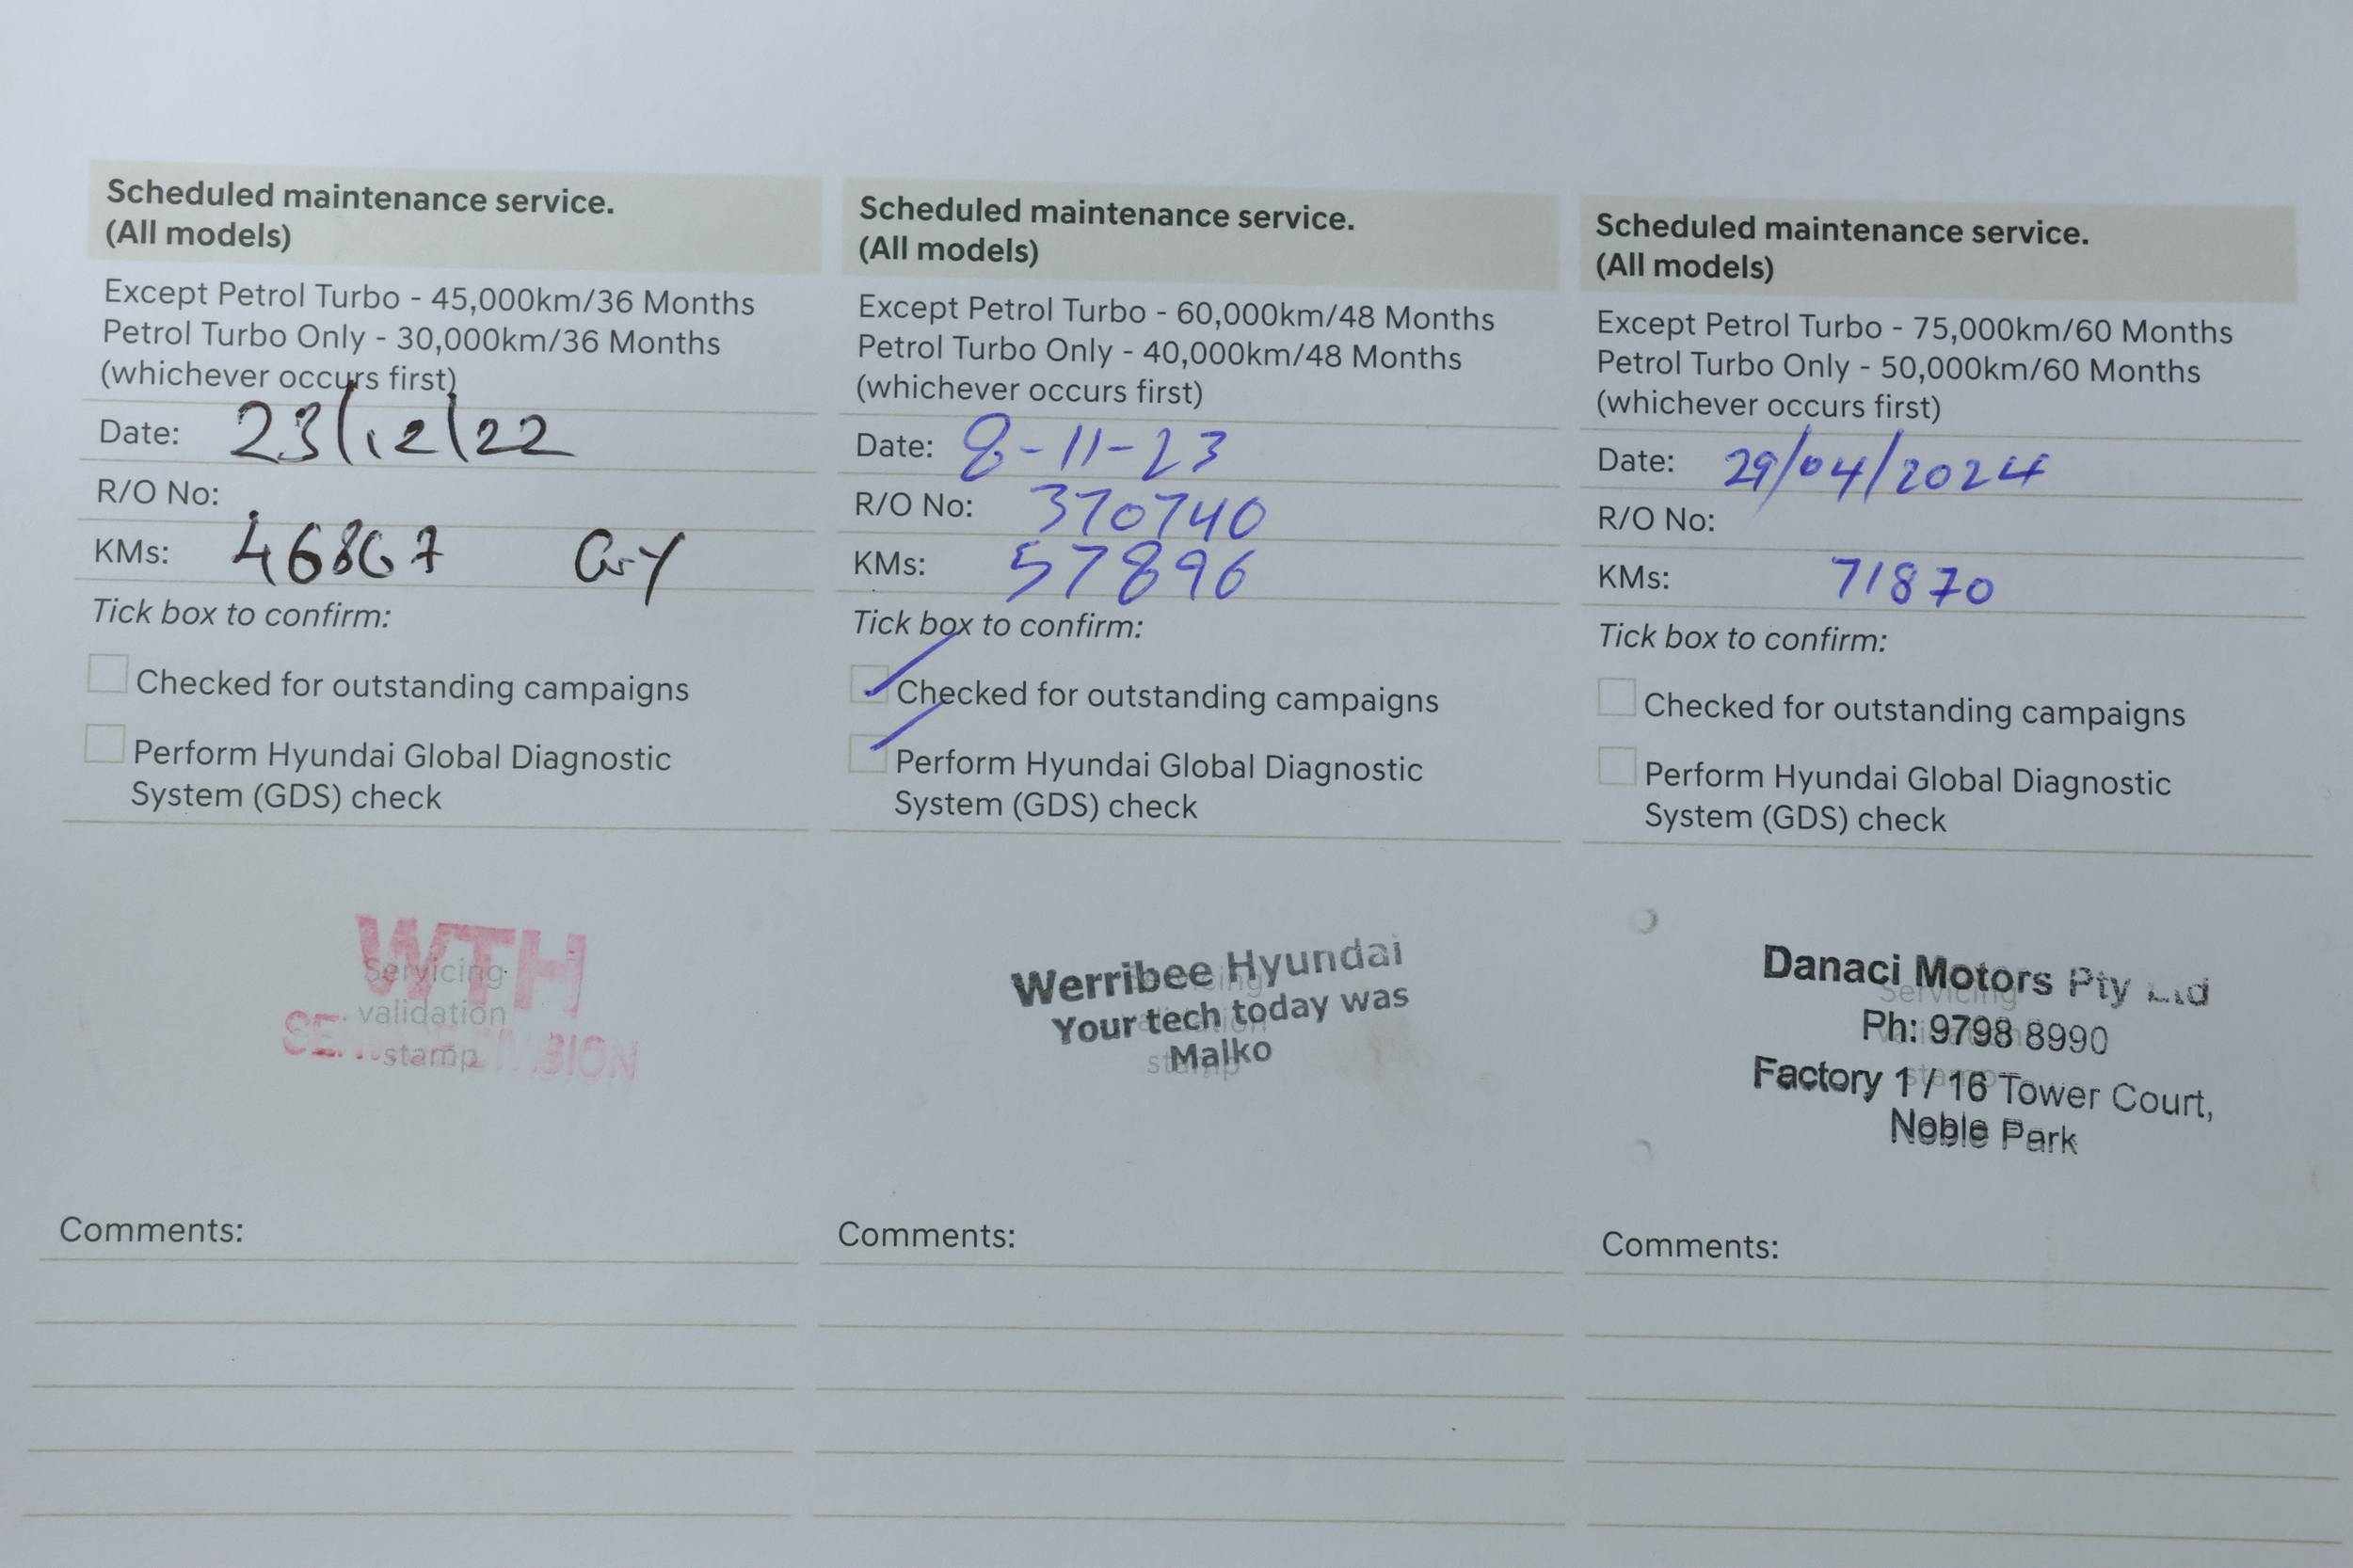 Scheduled maintenance service.
(All models)
Except Petrol Turbo - 45,000km/36 Months
Petrol Turbo Only - 30,000km/36 Months
(whichever occurs first)
Date: 23/12/22
R/O No:
KMs: 46867
Tick box to confirm:
Checked for outstanding campaigns
Perform Hyundai Global Diagnostic
System (GDS) check
WTH
Servicing
validation
stamp
Comments:
Scheduled maintenance service.
(All models)
Except Petrol Turbo - 60,000km/48 Months
Petrol Turbo Only - 40,000km/48 Months
(whichever occurs first)
Date: 8-11-23
R/O No: 370740
KMs: 57896
Tick box to confirm:
Checked for outstanding campaigns
Perform Hyundai Global Diagnostic
System (GDS) check
Werribee Hyundai
Your tech today was
Malko
Comments:
Scheduled maintenance service.
(All models)
Except Petrol Turbo - 75,000km/60 Months
Petrol Turbo Only - 50,000km/60 Months
(whichever occurs first)
Date: 29/04/2024
R/O No:
KMs: 71870
Tick box to confirm:
Checked for outstanding campaigns
Perform Hyundai Global Diagnostic
System (GDS) check
Danaci Motors Pty Ltd
Servicing
Ph: 9798 8990
Factory 1 / 16 Tower Court,
Noble Park
Comments: